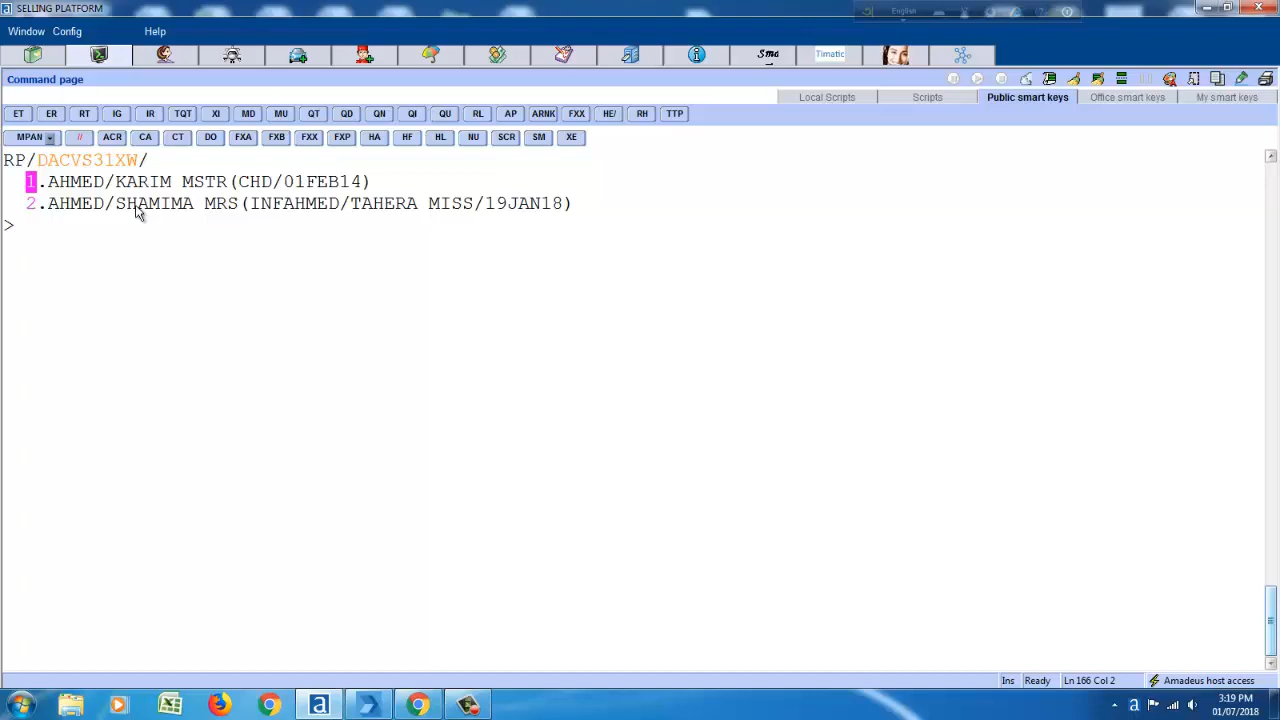 SELLING PLATFORM
English
Window Config Help
Sma Timatic
Command page
Local Scripts Scripts Public smart keys Office smart keys My smart keys
ET ER RT IG IR TQT XI MD MU QT QD QN QI QU RL AP ARNK FXX HE/ RH TTP
MPAN // ACR CA CT DO FXA FXB FXX FXP HA HF HL NU SCR SM XE
RP/DACVS31XW/
1.AHMED/KARIM MSTR(CHD/01FEB14)
2.AHMED/SHAMIMA MRS(INFAHMED/TAHERA MISS/19JAN18)
>
Ins Ready Ln 166 Col 2 Amadeus host access
3:19 PM
01/07/2018